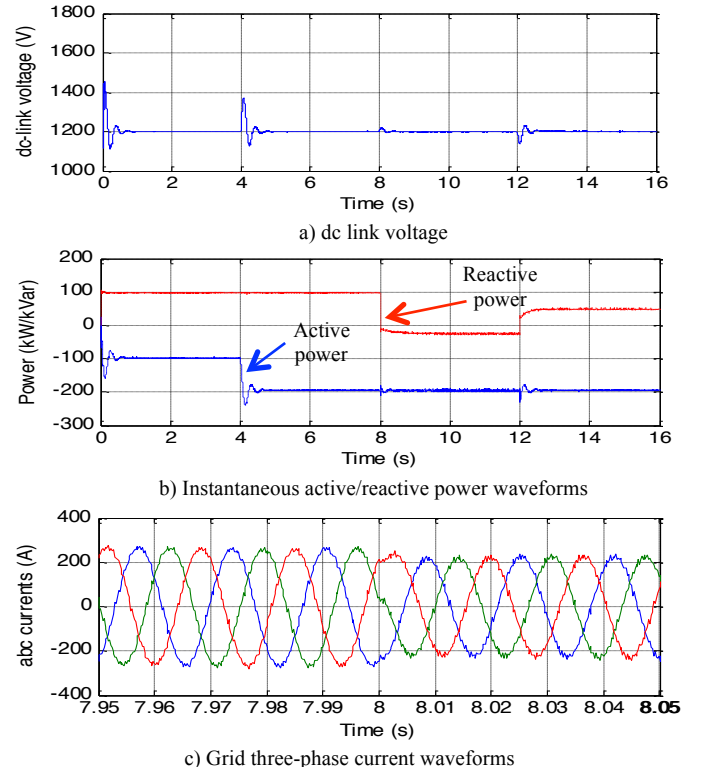 1800
1600
1400
1200
1000
dc-link voltage (V)
0 2 4 6 8 10 12 14 16
Time (s)
a) dc link voltage
200
100
0
-100
-200
-300
Power (kW/kVar)
Reactive
power
Active
power
0 2 4 6 8 10 12 14 16
Time (s)
b) Instantaneous active/reactive power waveforms
400
200
0
-200
-400
abc currents (A)
7.95 7.96 7.97 7.98 7.99 8 8.01 8.02 8.03 8.04 8.05
Time (s)
c) Grid three-phase current waveforms